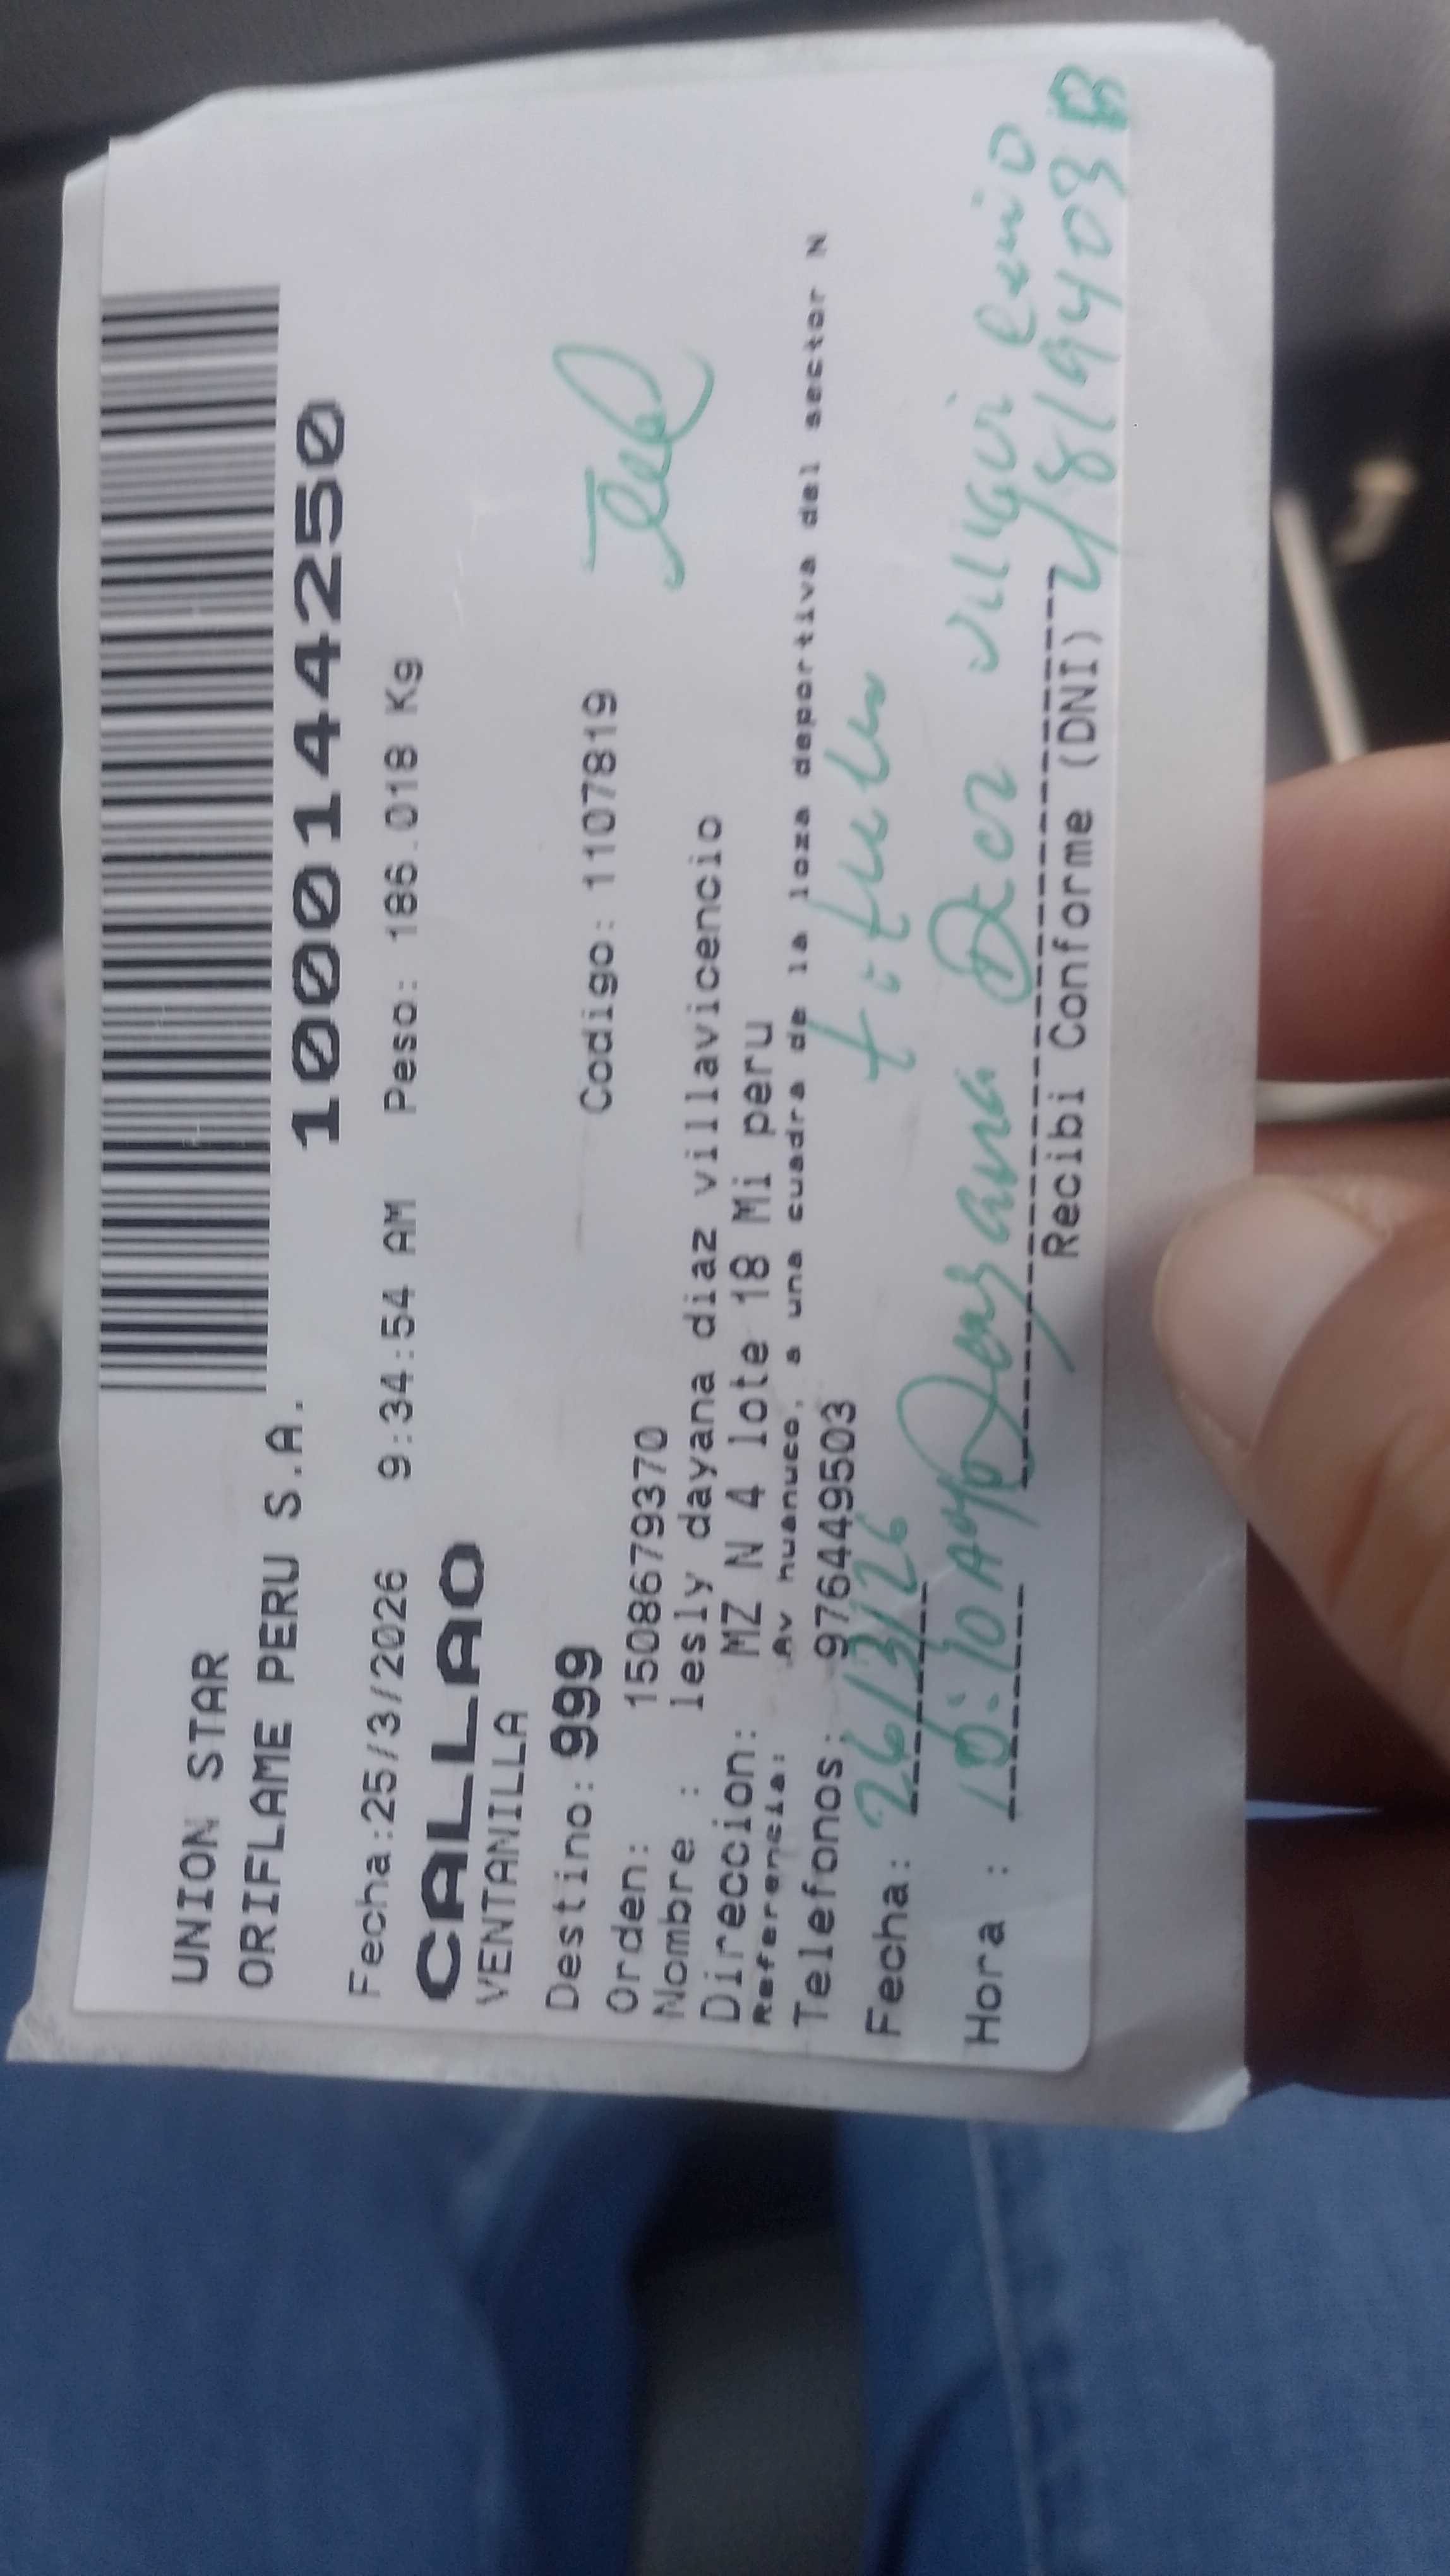 UNION STAR
ORIFLAME PERU S.A.
10014250
Fecha:25/3/2026 9:34:54 AM Peso: 186.018 Kg
CALLAO
VENTANILLA
Destino: 999 Codigo: 1107819
Orden: 1508679370
Nombre : lesly dayana diaz villavicencio
Direccion: MZ N 4 lote 18 Mi peru
Referencia: Av huanuco, a una cuadra de la loza deportiva del sector N
Telefonos: 976449503
titular
Fecha: 26/3/26
Hora :
Recibi Conforme (DNI)